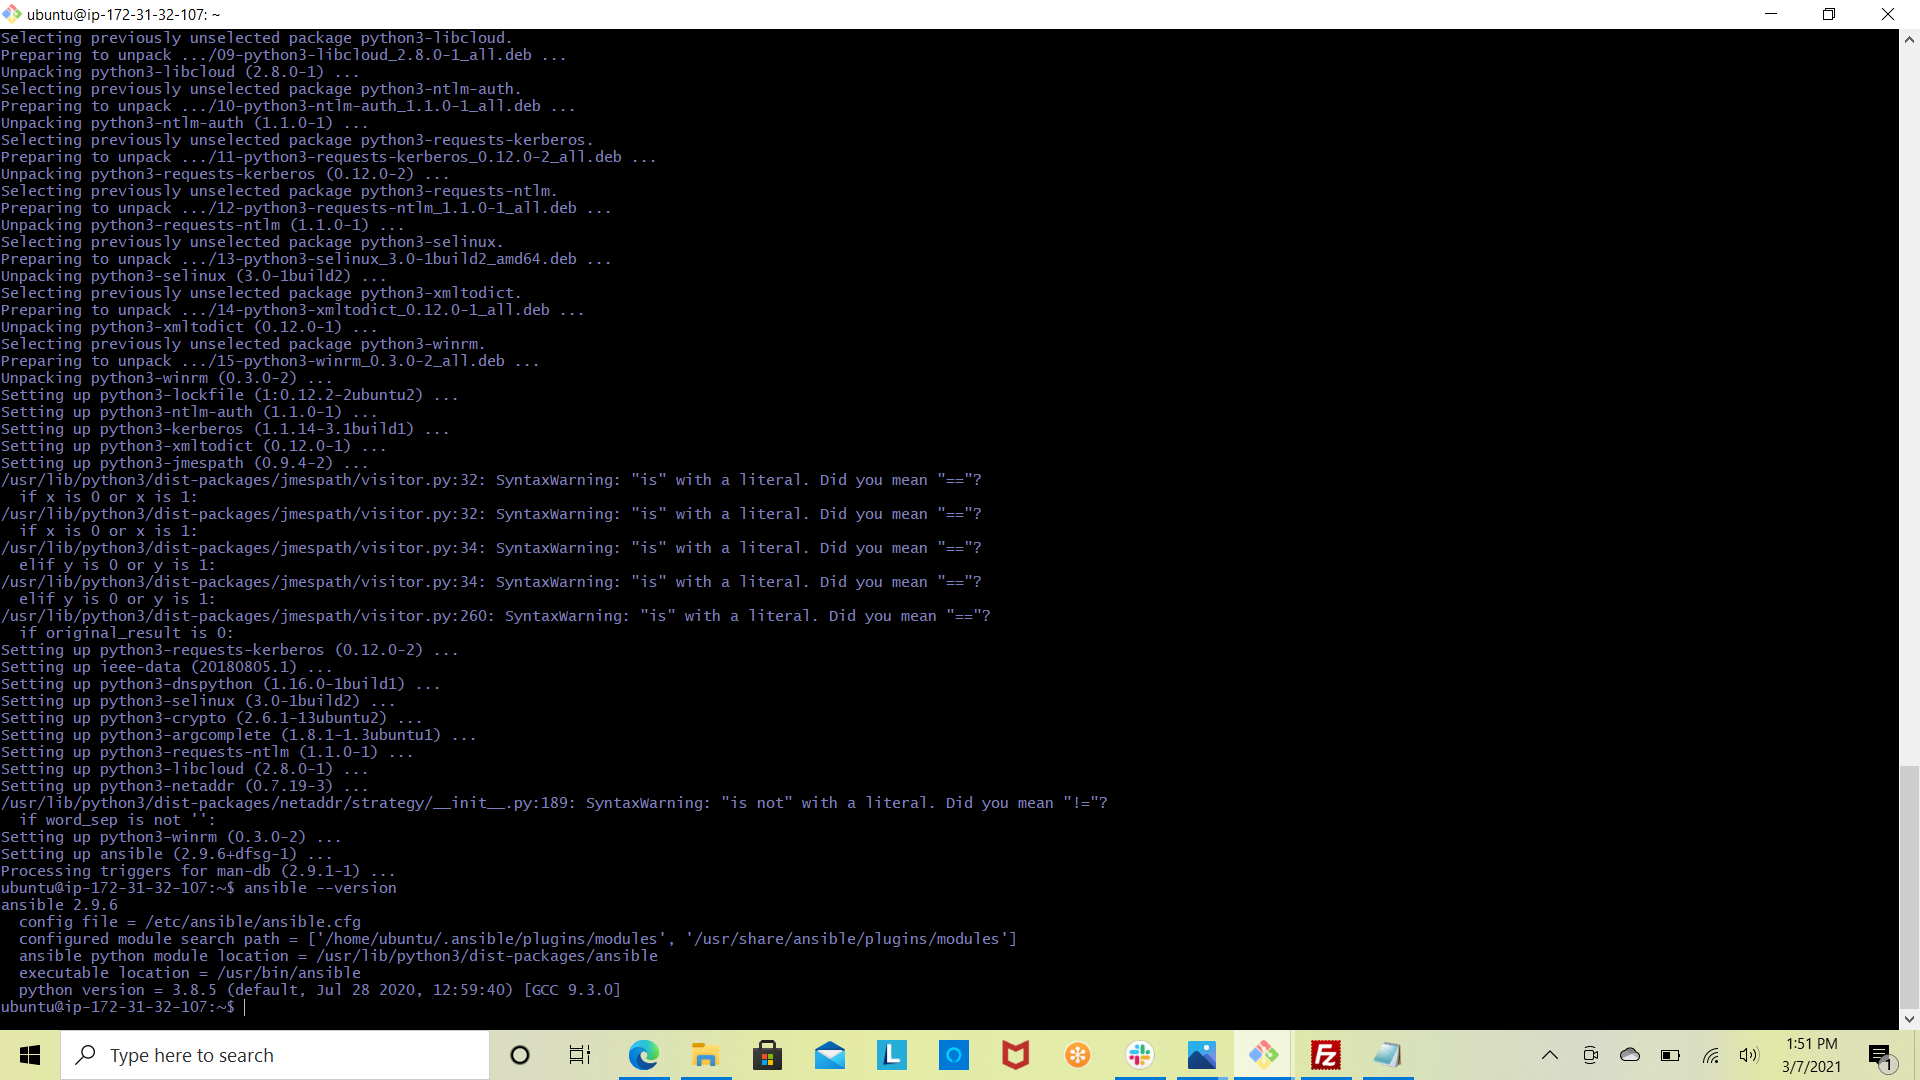 ubuntu@ip-172-31-32-107: ~
Selecting previously unselected package python3-libcloud.
Preparing to unpack .../09-python3-libcloud_2.8.0-1_all.deb ...
Unpacking python3-libcloud (2.8.0-1) ...
Selecting previously unselected package python3-ntlm-auth.
Preparing to unpack .../10-python3-ntlm-auth_1.1.0-1_all.deb ...
Unpacking python3-ntlm-auth (1.1.0-1) ...
Selecting previously unselected package python3-requests-kerberos.
Preparing to unpack .../11-python3-requests-kerberos_0.12.0-2_all.deb ...
Unpacking python3-requests-kerberos (0.12.0-2) ...
Selecting previously unselected package python3-requests-ntlm.
Preparing to unpack .../12-python3-requests-ntlm_1.1.0-1_all.deb ...
Unpacking python3-requests-ntlm (1.1.0-1) ...
Selecting previously unselected package python3-selinux.
Preparing to unpack .../13-python3-selinux_3.0-1build2_amd64.deb ...
Unpacking python3-selinux (3.0-1build2) ...
Selecting previously unselected package python3-xmltodict.
Preparing to unpack .../14-python3-xmltodict_0.12.0-1_all.deb ...
Unpacking python3-xmltodict (0.12.0-1) ...
Selecting previously unselected package python3-winrm.
Preparing to unpack .../15-python3-winrm_0.3.0-2_all.deb ...
Unpacking python3-winrm (0.3.0-2) ...
Setting up python3-lockfile (1:0.12.2-2ubuntu2) ...
Setting up python3-ntlm-auth (1.1.0-1) ...
Setting up python3-kerberos (1.1.14-3.1build1) ...
Setting up python3-xmltodict (0.12.0-1) ...
Setting up python3-jmespath (0.9.4-2) ...
/usr/lib/python3/dist-packages/jmespath/visitor.py:32: SyntaxWarning: "is" with a literal. Did you mean "=="?
  if x is 0 or x is 1:
/usr/lib/python3/dist-packages/jmespath/visitor.py:32: SyntaxWarning: "is" with a literal. Did you mean "=="?
  if x is 0 or x is 1:
/usr/lib/python3/dist-packages/jmespath/visitor.py:34: SyntaxWarning: "is" with a literal. Did you mean "=="?
  elif y is 0 or y is 1:
/usr/lib/python3/dist-packages/jmespath/visitor.py:34: SyntaxWarning: "is" with a literal. Did you mean "=="?
  elif y is 0 or y is 1:
/usr/lib/python3/dist-packages/jmespath/visitor.py:260: SyntaxWarning: "is" with a literal. Did you mean "=="?
  if original_result is 0:
Setting up python3-requests-kerberos (0.12.0-2) ...
Setting up ieee-data (20180805.1) ...
Setting up python3-dnspython (1.16.0-1build1) ...
Setting up python3-selinux (3.0-1build2) ...
Setting up python3-crypto (2.6.1-13ubuntu2) ...
Setting up python3-argcomplete (1.8.1-1.3ubuntu1) ...
Setting up python3-requests-ntlm (1.1.0-1) ...
Setting up python3-libcloud (2.8.0-1) ...
Setting up python3-netaddr (0.7.19-3) ...
/usr/lib/python3/dist-packages/netaddr/strategy/__init__.py:189: SyntaxWarning: "is not" with a literal. Did you mean "!="?
  if word_sep is not '':
Setting up python3-winrm (0.3.0-2) ...
Setting up ansible (2.9.6+dfsg-1) ...
Processing triggers for man-db (2.9.1-1) ...
ubuntu@ip-172-31-32-107:~$ ansible --version
ansible 2.9.6
  config file = /etc/ansible/ansible.cfg
  configured module search path = ['/home/ubuntu/.ansible/plugins/modules', '/usr/share/ansible/plugins/modules']
  ansible python module location = /usr/lib/python3/dist-packages/ansible
  executable location = /usr/bin/ansible
  python version = 3.8.5 (default, Jul 28 2020, 12:59:40) [GCC 9.3.0]
ubuntu@ip-172-31-32-107:~$
Type here to search
L
FZ
1:51 PM
3/7/2021
1